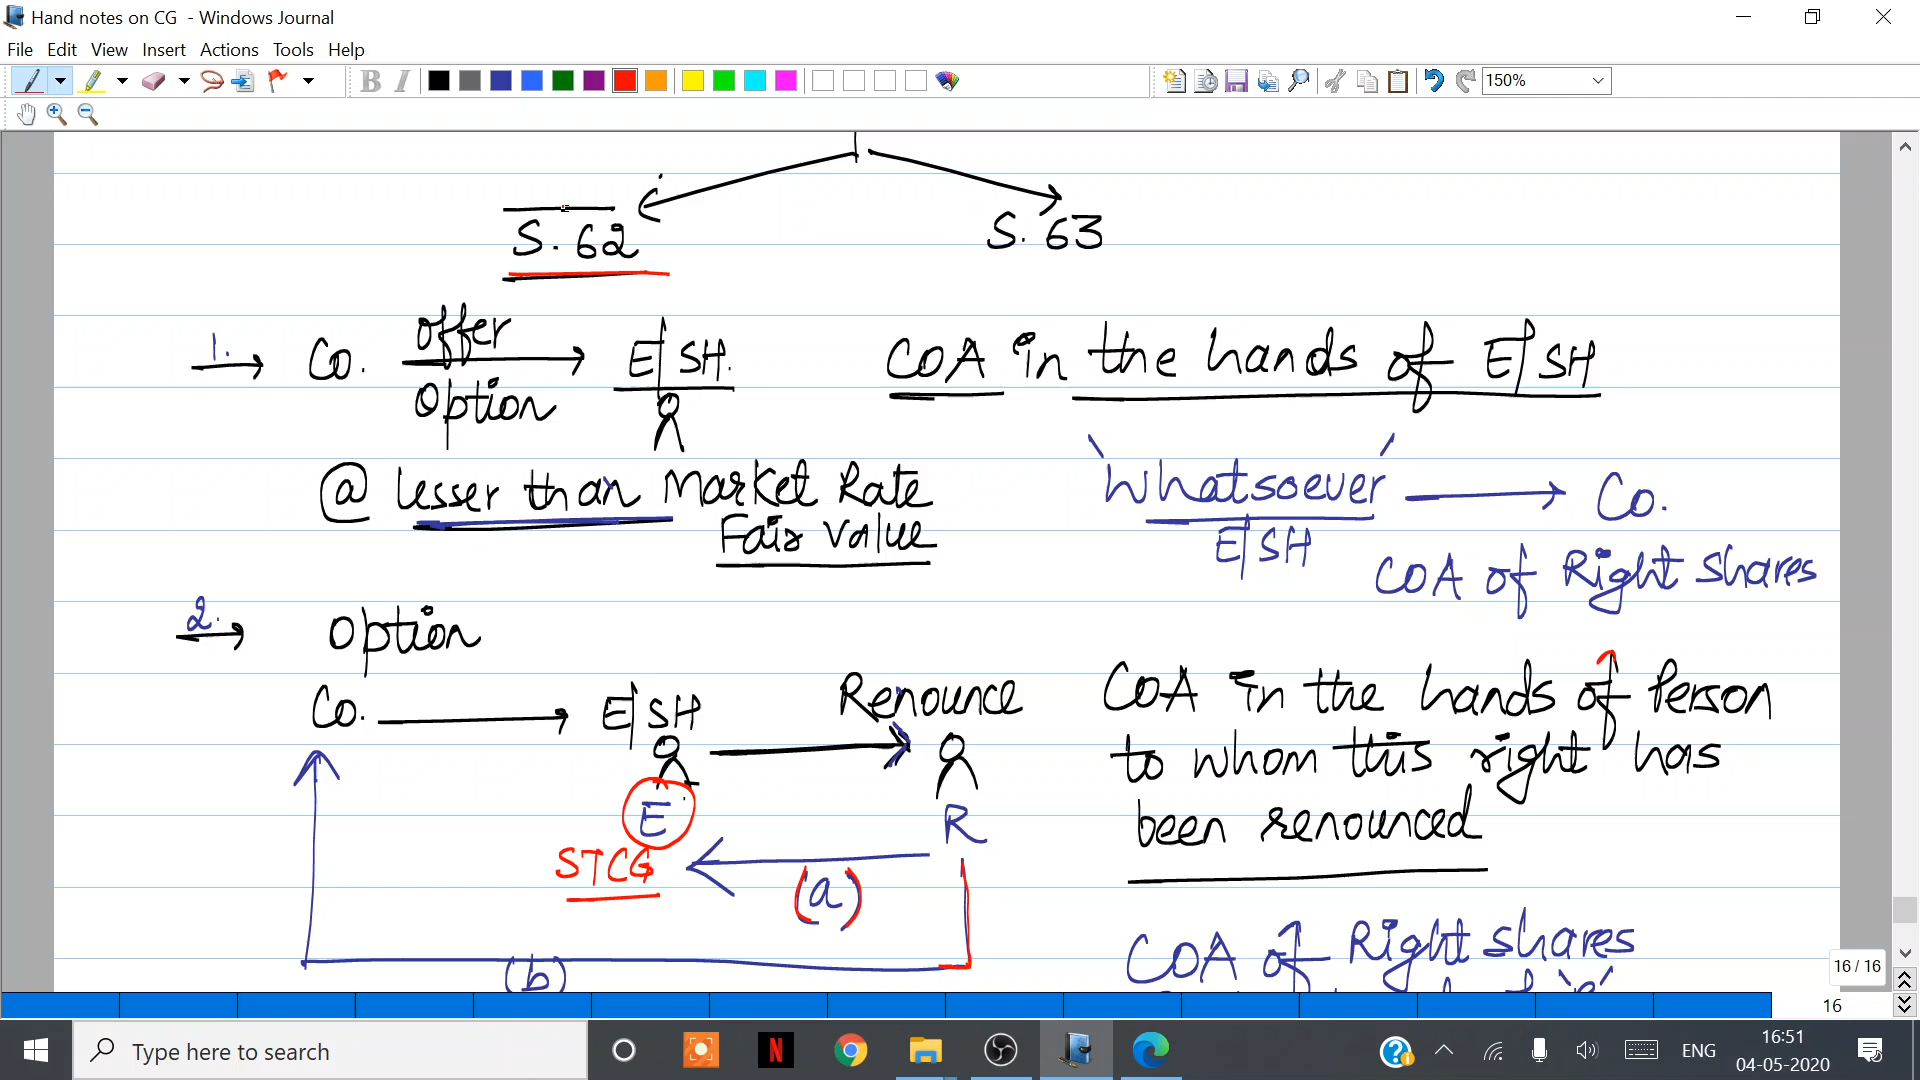 Hand notes on CG - Windows Journal
File Edit View Insert Actions Tools Help
B I 150%
S. 62 S. 63
1. Co. offer E/SH. COA in the hands of E/SH
Option
@ lesser than Market Rate 'Whatsoever' Co.
Fair Value E/SH COA of Right Shares
2. Option
Co. E/SH Renounce COA in the hands of Person
to whom this right has
E R been renounced
STCG (a)
COA of Right shares
(b) 'R'
16 / 16
16
Type here to search
N ENG 16:51
04-05-2020